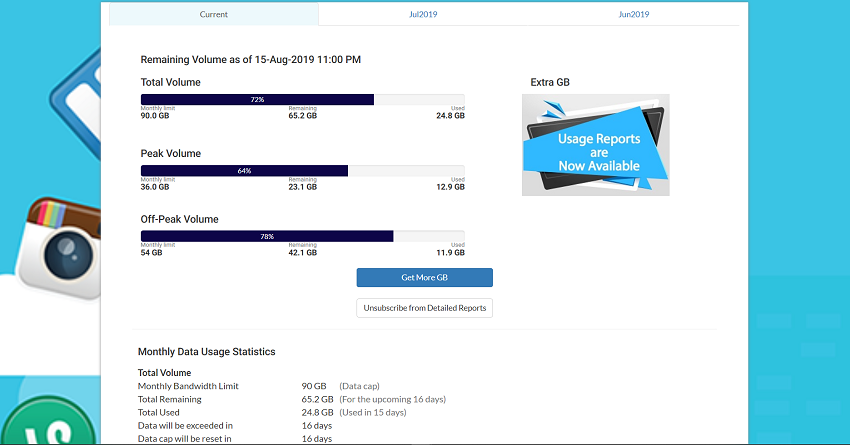 Current Jul2019 Jun2019
Remaining Volume as of 15-Aug-2019 11:00 PM
Total Volume
72%
Monthly limit Remaining Used
90.0 GB 65.2 GB 24.8 GB
Extra GB
Usage Reports
are
Now Available
Peak Volume
64%
Monthly limit Remaining Used
36.0 GB 23.1 GB 12.9 GB
Off-Peak Volume
78%
Monthly limit Remaining Used
54 GB 42.1 GB 11.9 GB
Get More GB
Unsubscribe from Detailed Reports
Monthly Data Usage Statistics
Total Volume
Monthly Bandwidth Limit 90 GB (Data cap)
Total Remaining 65.2 GB (For the upcoming 16 days)
Total Used 24.8 GB (Used in 15 days)
Data will be exceeded in 16 days
Data cap will be reset in 16 days